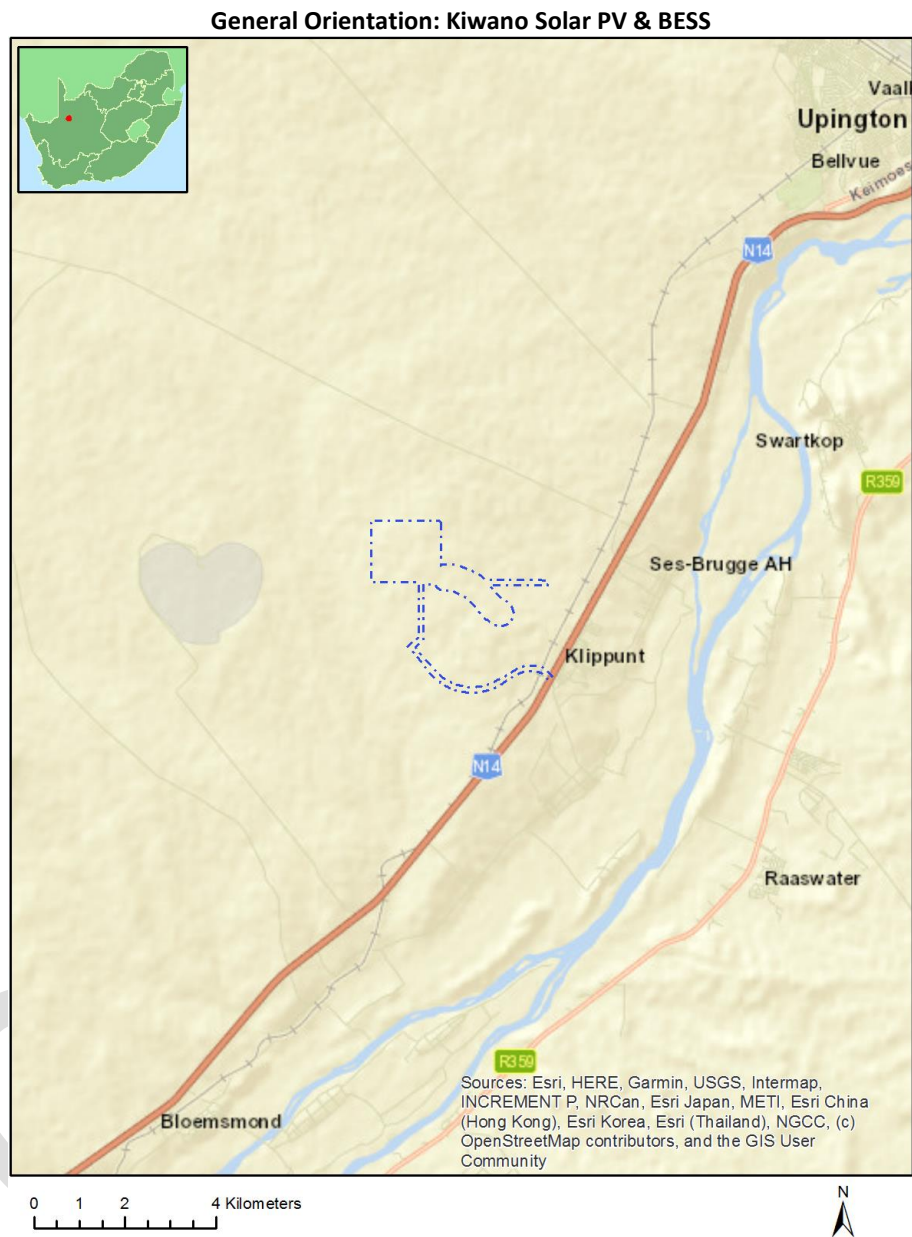 General Orientation: Kiwano Solar PV & BESS
Vaall
Upington
Bellvue
Keimoes
N14
Swartkop
R359
Ses-Brugge AH
Klippunt
N14
Raaswater
R359
Sources: Esri, HERE, Garmin, USGS, Intermap,
INCREMENT P, NRCan, Esri Japan, METI, Esri China
(Hong Kong), Esri Korea, Esri (Thailand), NGCC, (c)
OpenStreetMap contributors, and the GIS User
Community
Bloemsmond
0 1 2 4 Kilometers
N